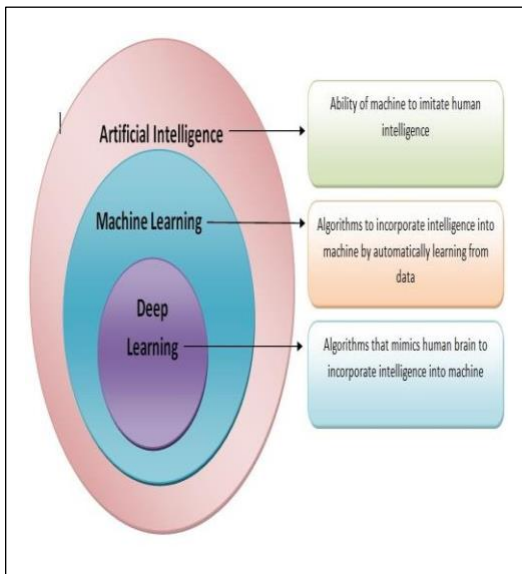 Artificial Intelligence
Ability of machine to imitate human
intelligence
Machine Learning
Algorithms to incorporate intelligence into
machine by automatically learning from
data
Deep
Learning
Algorithms that mimics human brain to
incorporate intelligence into machine